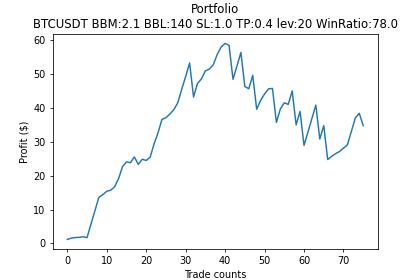 Portfolio
BTCUSDT BBM:2.1 BBL:140 SL:1.0 TP:0.4 lev:20 WinRatio:78.0
60
50
40
30
20
10
0
Profit ($)
0 10 20 30 40 50 60 70
Trade counts